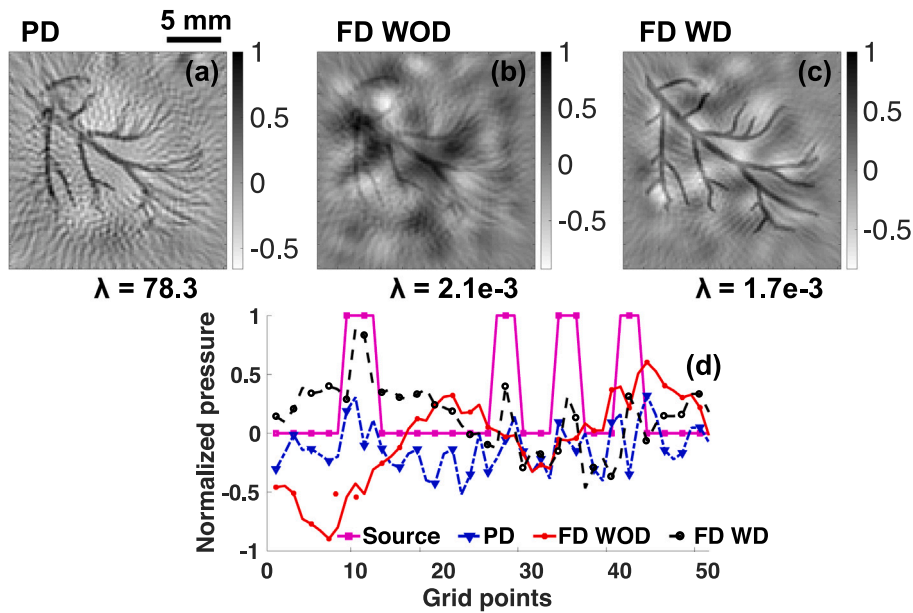 PD
5 mm
FD WOD
FD WD
(a)
(b)
(c)
1
0.5
0
-0.5
1
0.5
0
-0.5
1
0.5
0
-0.5
λ = 78.3
λ = 2.1e-3
λ = 1.7e-3
(d)
Normalized pressure
1
0.5
0
-0.5
-1
Source
PD
FD WOD
FD WD
0
10
20
30
40
50
Grid points